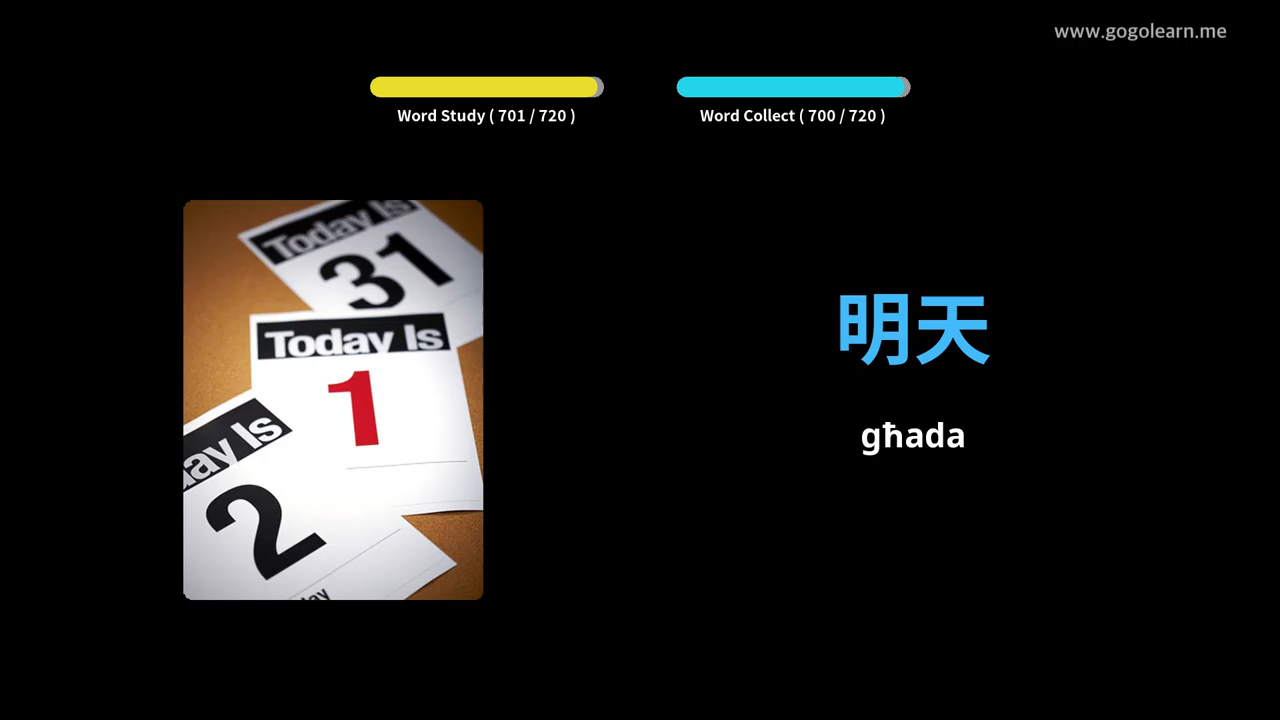 www.gogolearn.me
Word Study ( 701 / 720 )
Word Collect ( 700 / 720 )
Today Is
31
Today Is
1
ay Is
2
ay
明天
għada